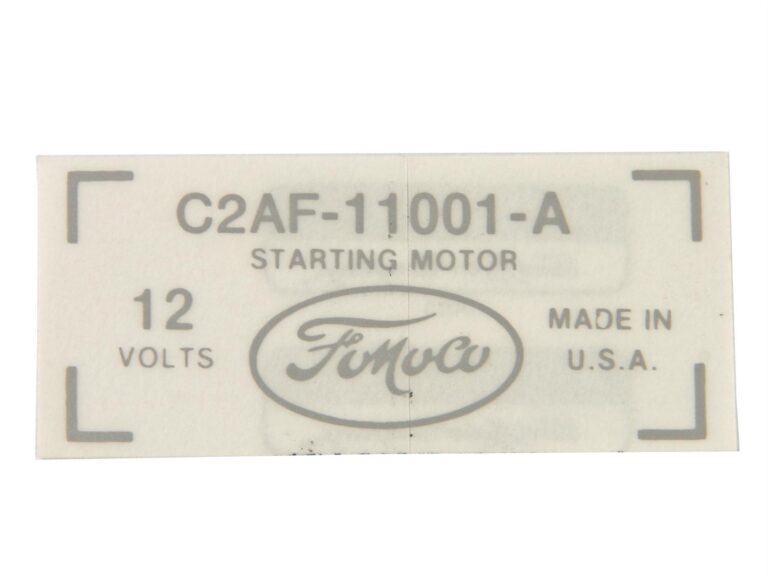 C2AF-11001-A
STARTING MOTOR
12
VOLTS
FoMoCo
MADE IN
U.S.A.